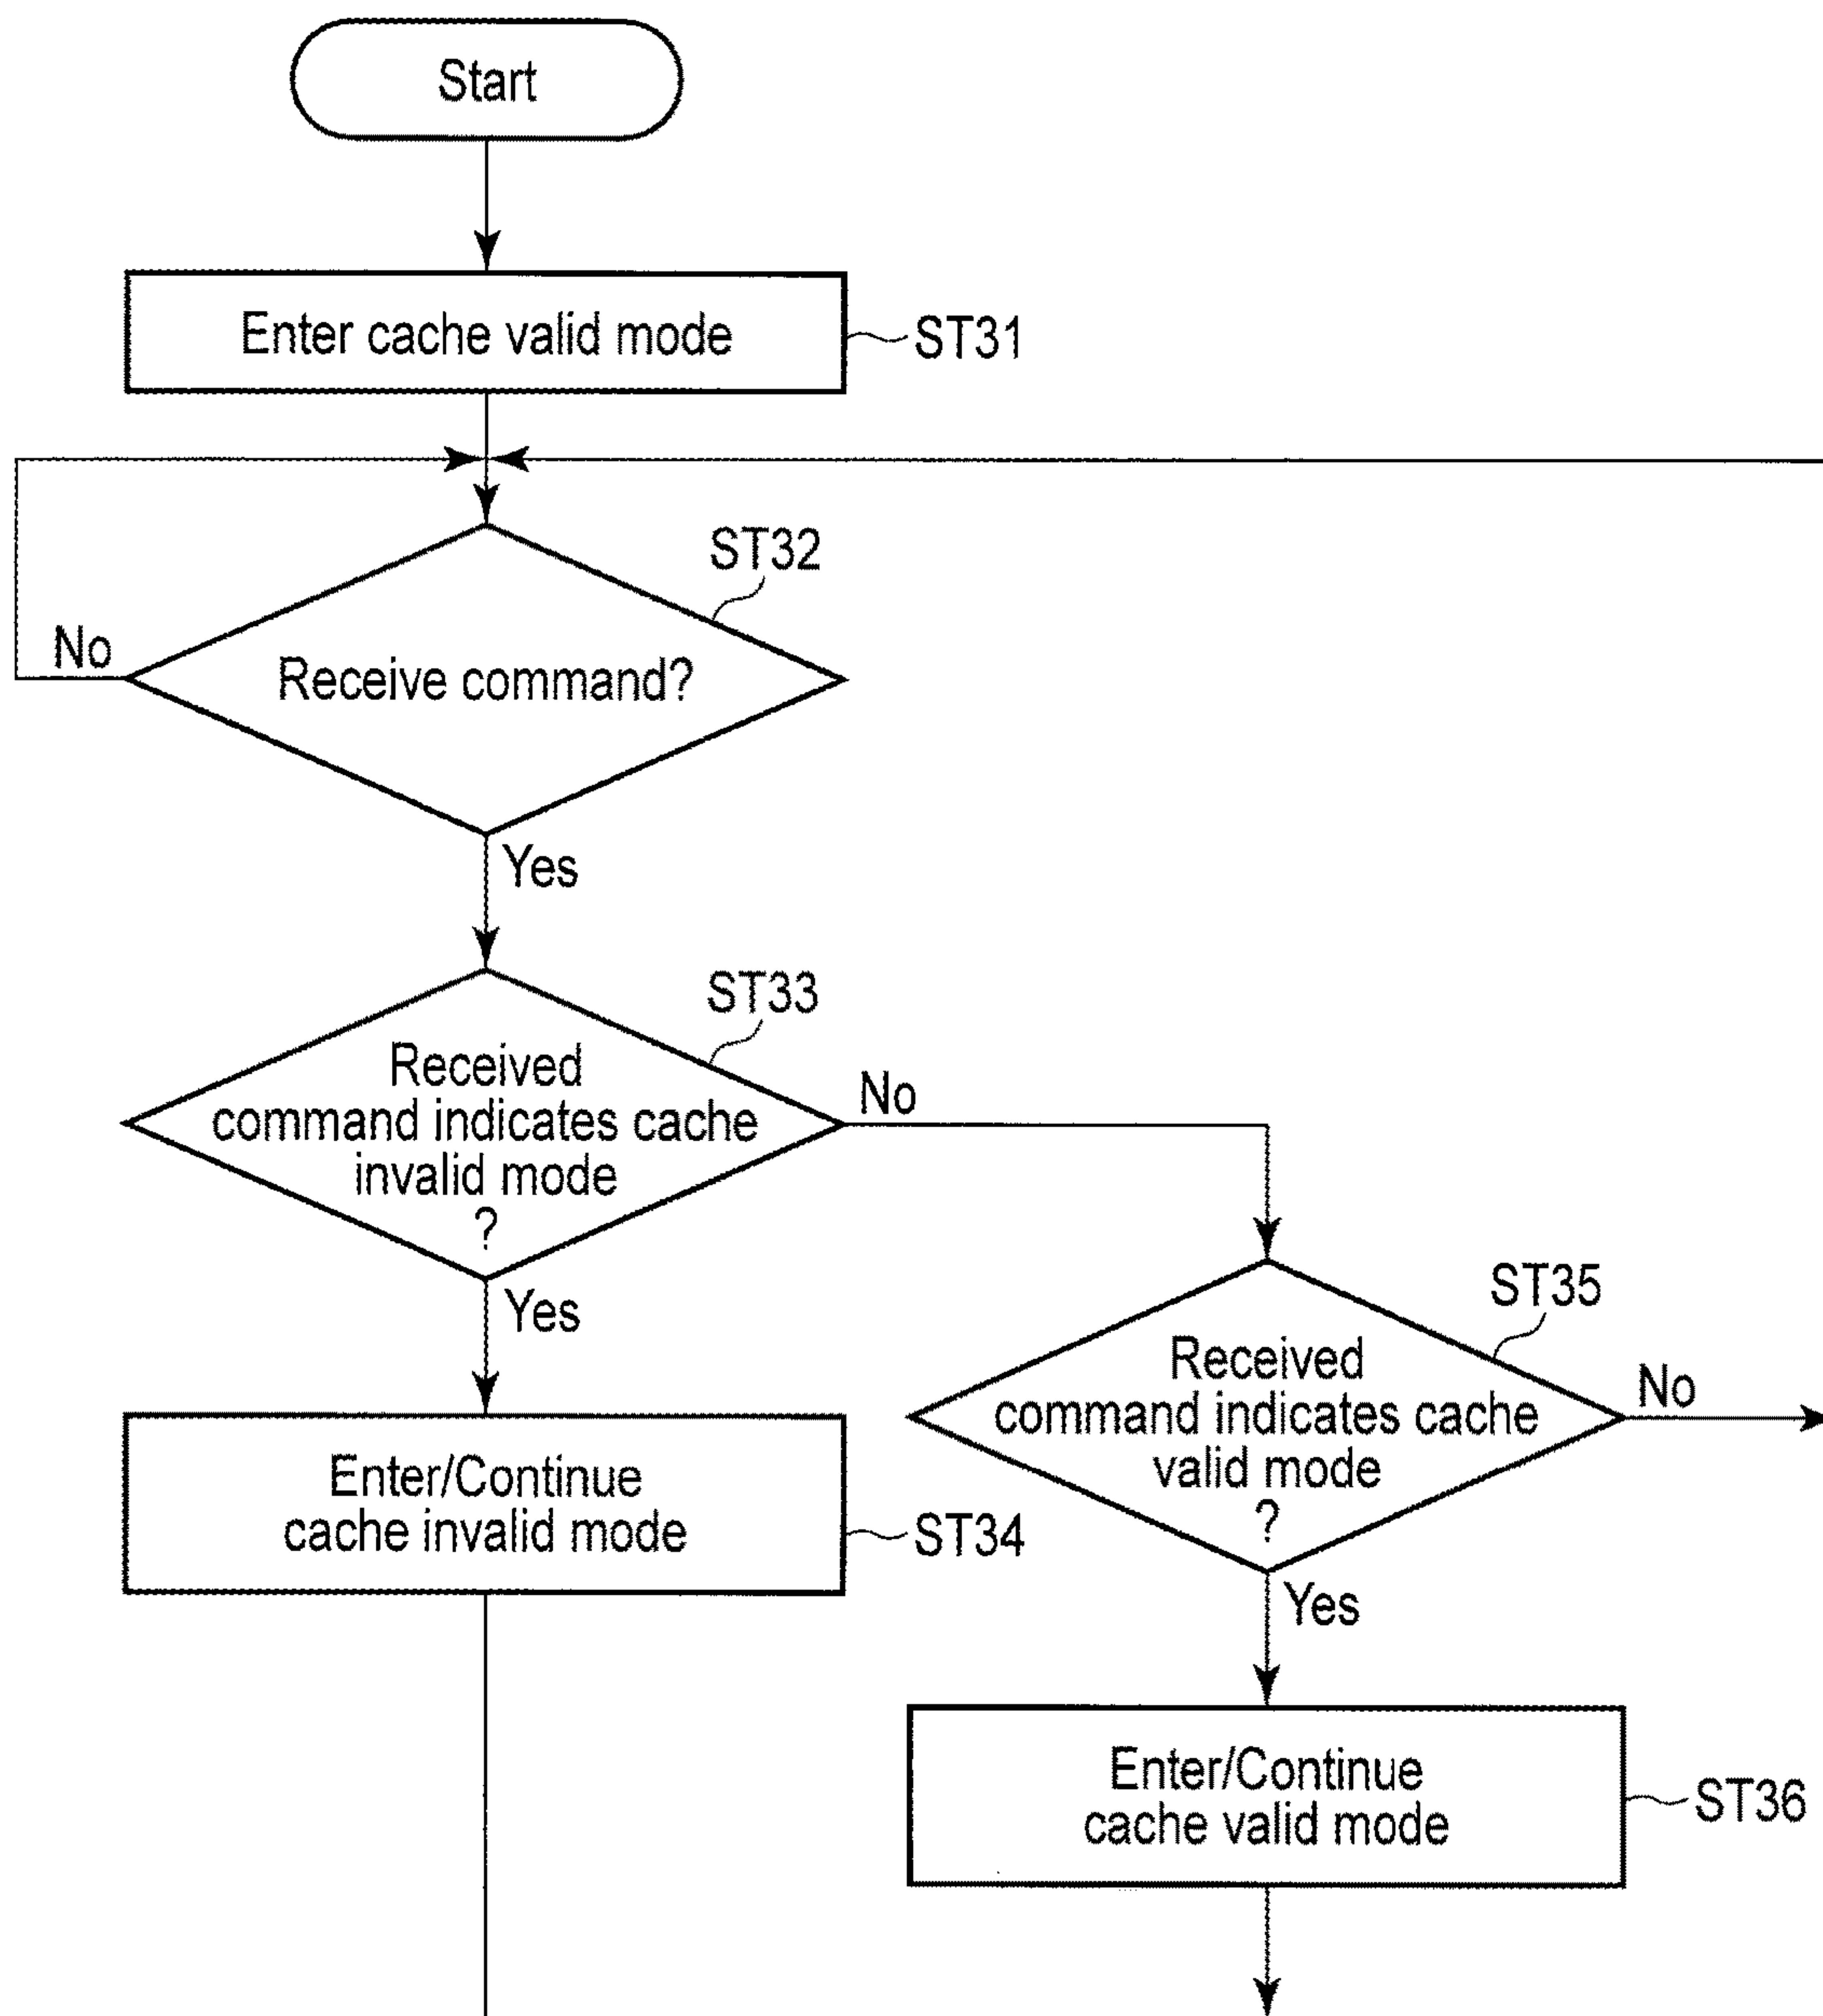 Start
Enter cache valid mode
ST31
ST32
No
Receive command?
Yes
ST33
Received
command indicates cache
invalid mode
?
No
Yes
ST35
Received
command indicates cache
valid mode
?
No
Enter/Continue
cache invalid mode
ST34
Yes
Enter/Continue
cache valid mode
ST36